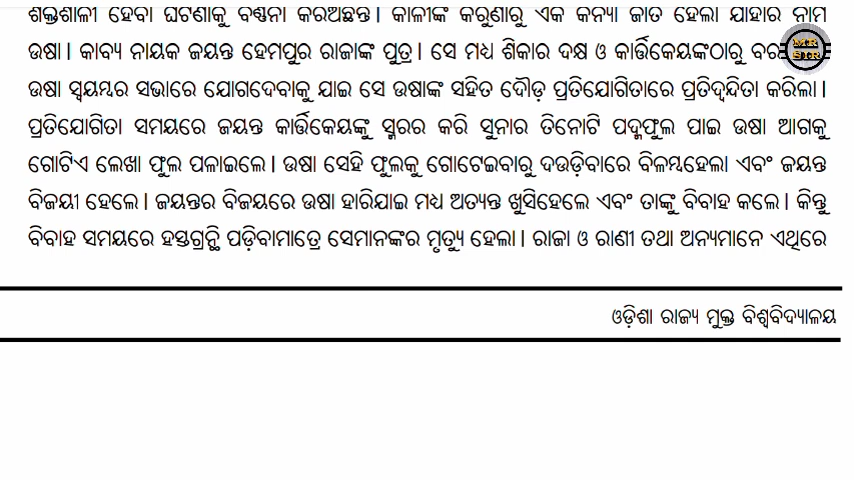 ଶକ୍ତିଶାଳୀ ହେବା ଘଟଣାକୁ ବର୍ଣ୍ଣନା କରିଅଛନ୍ତି। କାଳୀଙ୍କ କରୁଣାରୁ ଏକ କନ୍ୟା ଜାତ ହେଲା ଯାହାର ନାମ
ଉଷା। କାବ୍ୟ ନାୟକ ଜୟନ୍ତ ହେମପୁର ରାଜାଙ୍କ ପୁତ୍ର। ସେ ମଧ୍ୟ ଶିକାର ଦକ୍ଷ ଓ କାର୍ତ୍ତିକେୟଙ୍କଠାରୁ
ଉଷା ସ୍ୱୟମ୍ବର ସଭାରେ ଯୋଗଦେବାକୁ ଯାଇ ସେ ଉଷାଙ୍କ ସହିତ ଦୌଡ଼ ପ୍ରତିଯୋଗିତାରେ ପ୍ରତିଦ୍ୱନ୍ଦିତା କରିଲା।
ପ୍ରତିଯୋଗିତା ସମୟରେ ଜୟନ୍ତ କାର୍ତ୍ତିକେୟଙ୍କୁ ସ୍ମରର କରି ସୁନାର ତିନୋଟି ପଦ୍ମଫୁଲ ପାଇ ଉଷା ଆଗକୁ
ଗୋଟିଏ ଲେଖା ଫୁଲ ପଳାଇଲେ। ଉଷା ସେହି ଫୁଲକୁ ଗୋଟେଇବାରୁ ଦଉଡ଼ିବାରେ ବିଳମ୍ବହେଲା ଏବଂ ଜୟନ୍ତ
ବିଜୟୀ ହେଲେ। ଜୟନ୍ତର ବିଜୟରେ ଉଷା ହାରିଯାଇ ମଧ୍ୟ ଅତ୍ୟନ୍ତ ଖୁସିହେଲେ ଏବଂ ତାଙ୍କୁ ବିବାହ କଲେ। କିନ୍ତୁ
ବିବାହ ସମୟରେ ହସ୍ତଗ୍ରନ୍ଥି ପଡ଼ିବାମାତ୍ରେ ସେମାନଙ୍କର ମୃତ୍ୟୁ ହେଲା। ରାଜା ଓ ରାଣୀ ତଥା ଅନ୍ୟମାନେ ଏଥିରେ
ଓଡ଼ିଶା ରାଜ୍ୟ ମୁକ୍ତ ବିଶ୍ୱବିଦ୍ୟାଳୟ